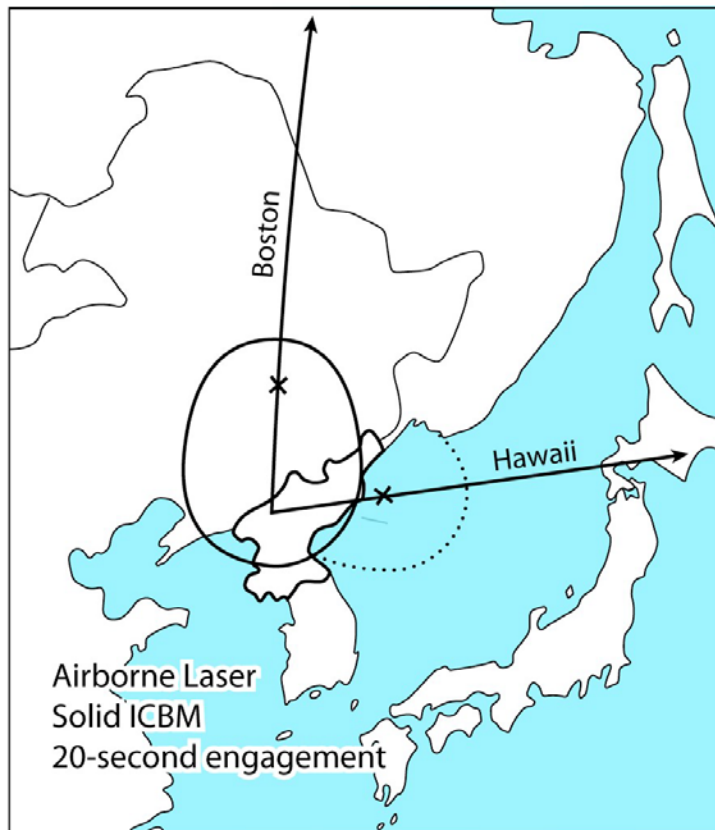 Boston
Hawaii
Airborne Laser
Solid ICBM
20-second engagement